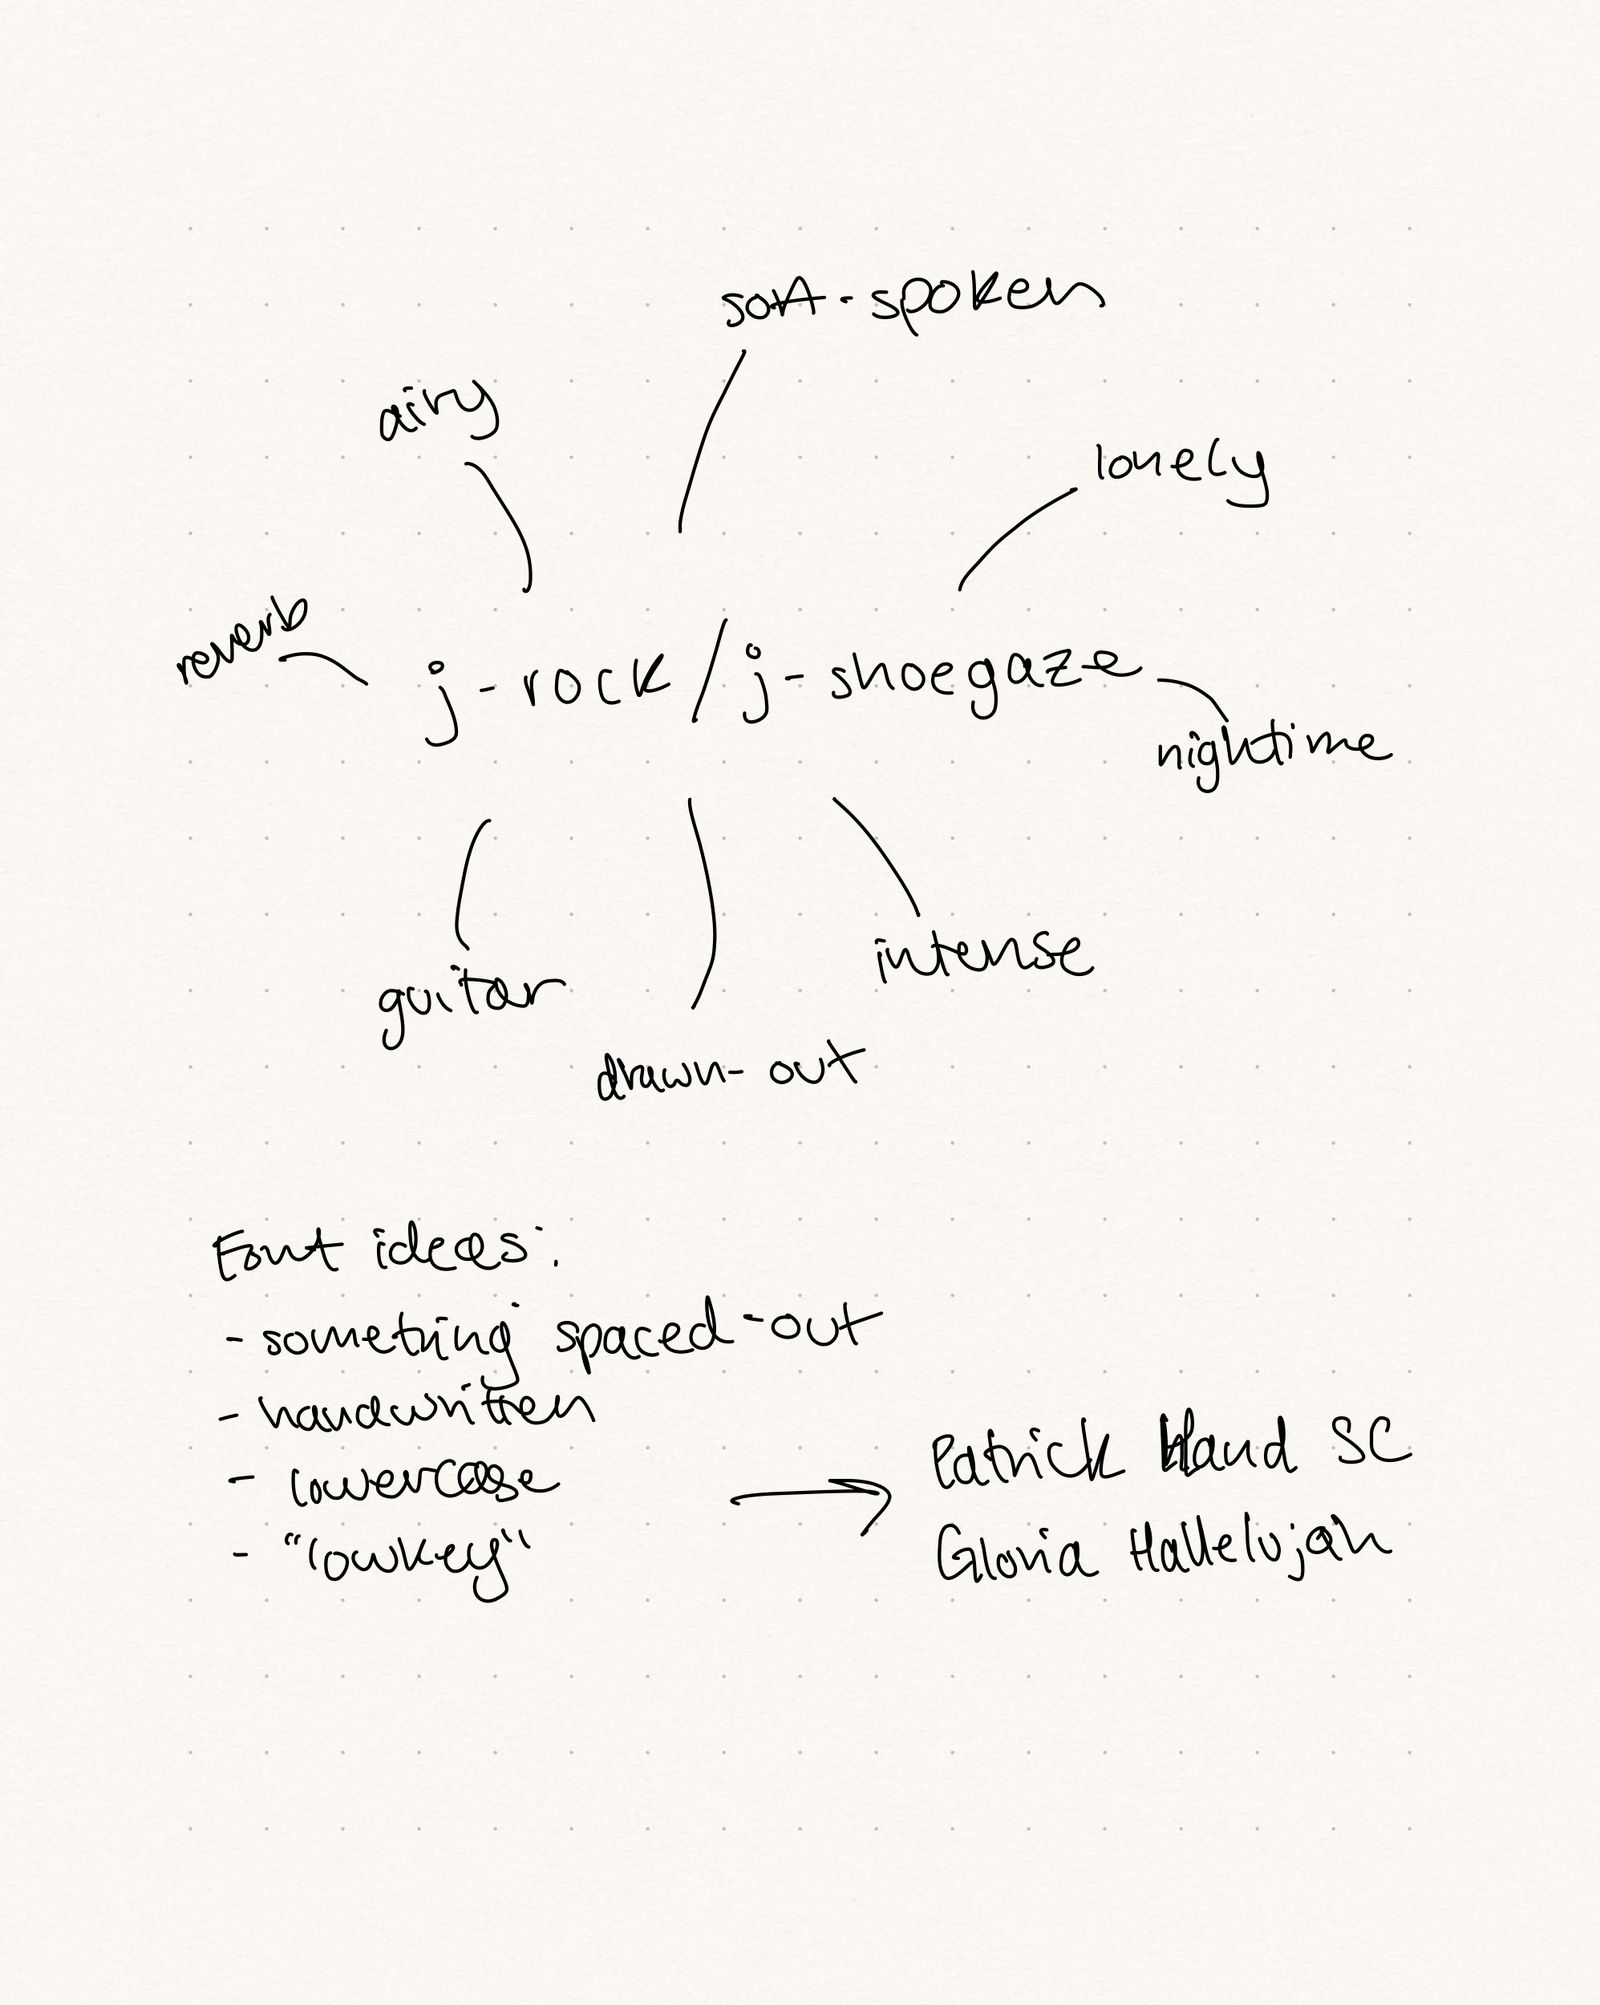 soft-spoken
airy
lonely
reverb
j-rock/j-shoegaze
nightime
guitar
intense
drawn-out
Font ideas:
- something spaced-out
- handwritten
- lowercase
- "lowkey"
Patrick Hand SC
Gloria Hallelujah